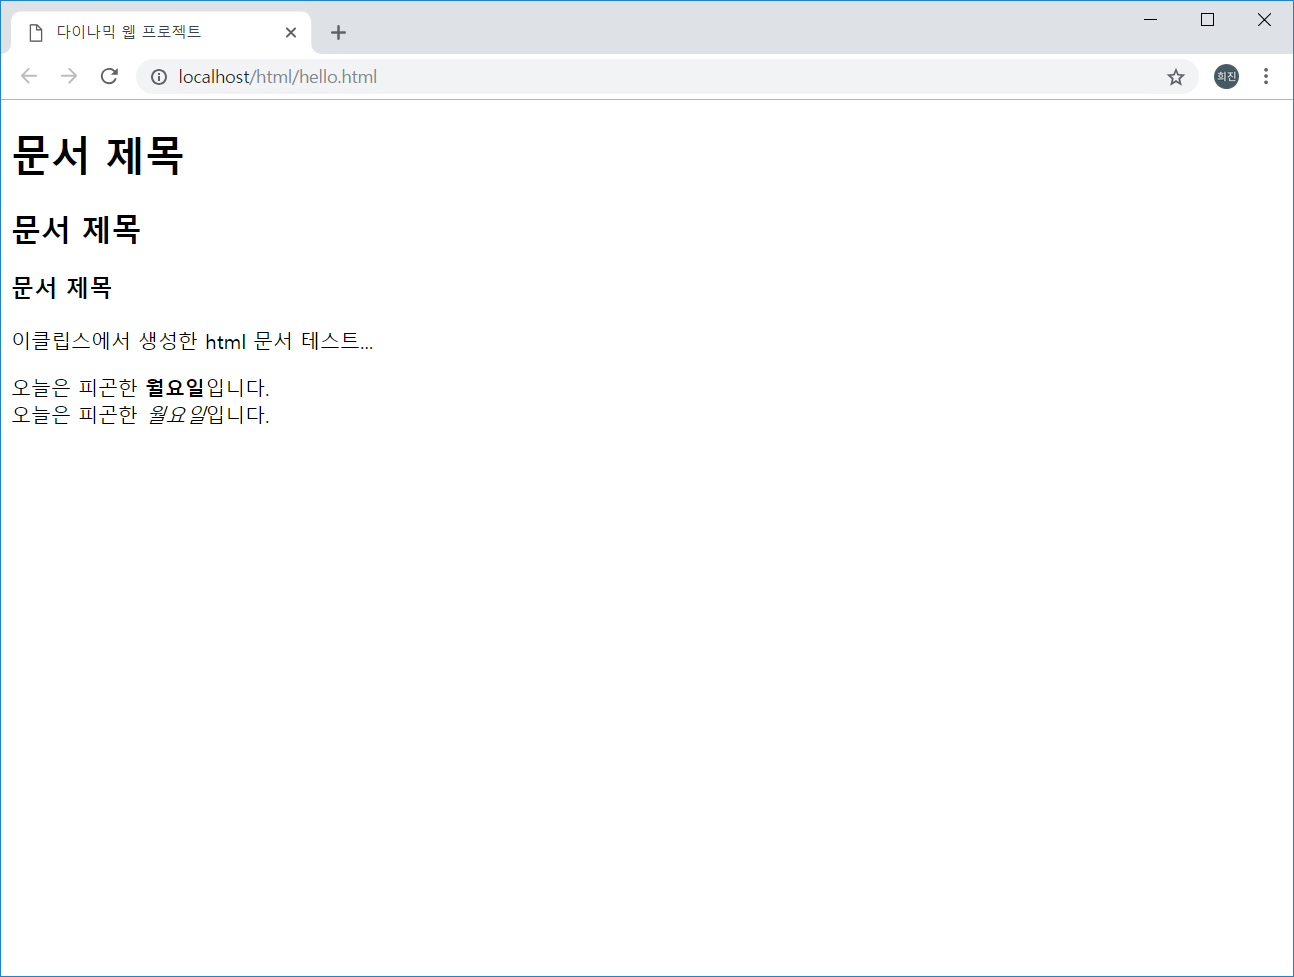 다이나믹 웹 프로젝트
localhost/html/hello.html
희진
문서 제목
문서 제목
문서 제목
이클립스에서 생성한 html 문서 테스트...
오늘은 피곤한 월요일입니다.
오늘은 피곤한 월요일입니다.